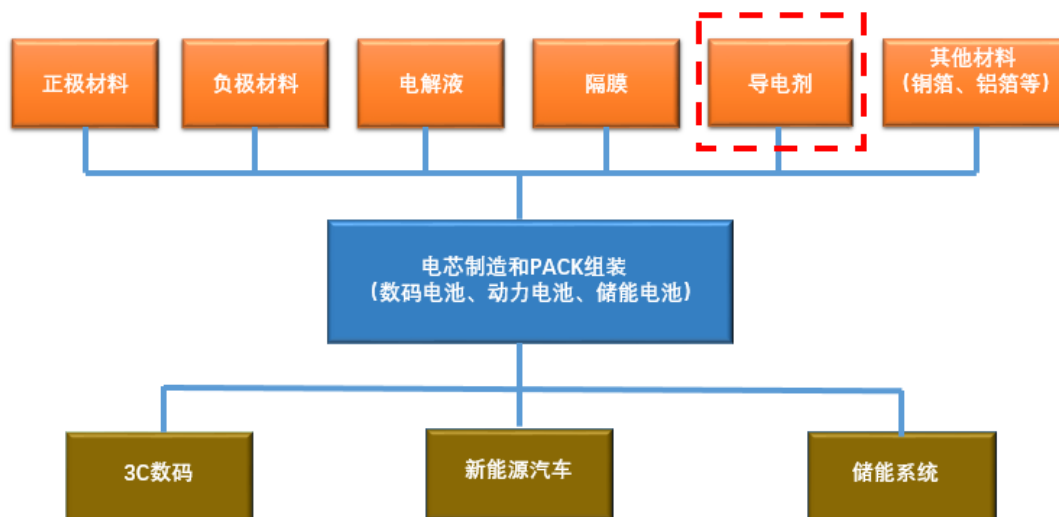 正极材料
负极材料
电解液
隔膜
导电剂
其他材料
（铜箔、铝箔等）
电芯制造和PACK组装
（数码电池、动力电池、储能电池）
3C数码
新能源汽车
储能系统